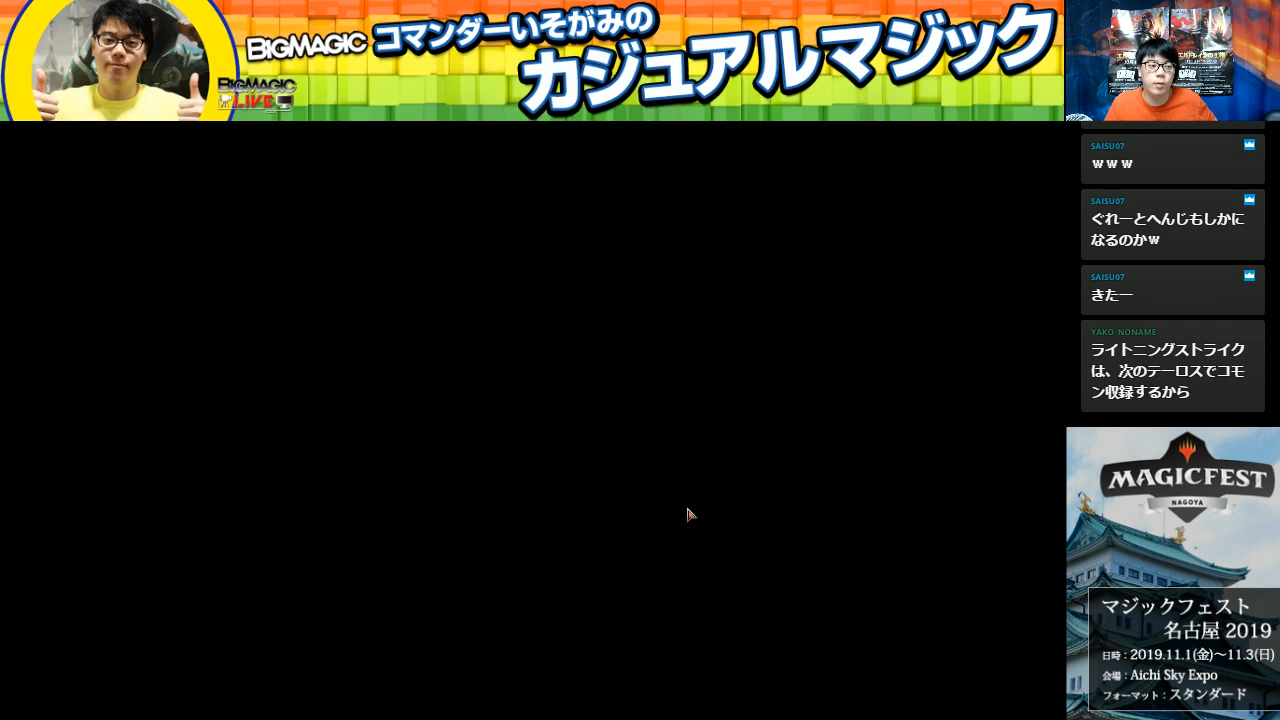 BIGMAGIC コマンダーいそがみの
カジュアルマジック
BIGMAGIC
LIVE
SAISU07
ｗｗｗ
SAISU07
ぐれーとへんじもしかに
なるのかｗ
SAISU07
きたー
YAKO NONAME
ライトニングストライク
は、次のテーロスでコモ
ン収録するから
MAGICFEST
NAGOYA
マジックフェスト
名古屋 2019
日時：2019.11.1(金)～11.3(日)
会場：Aichi Sky Expo
フォーマット：スタンダード